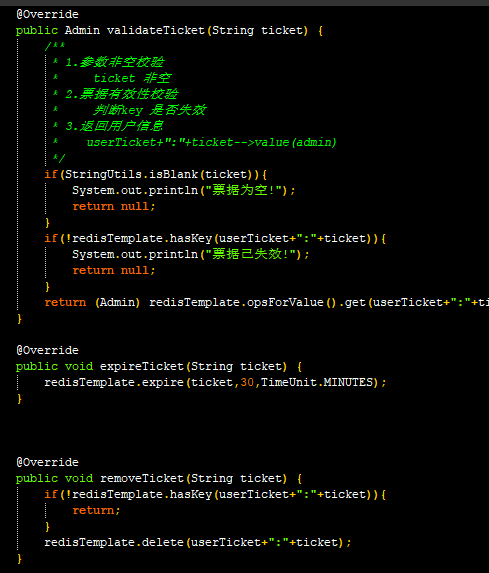 @Override
public Admin validateTicket(String ticket) {
/**
* 1.参数非空校验
* ticket 非空
* 2.票据有效性校验
* 判断key 是否失效
* 3.返回用户信息
* userTicket+":"+ticket-->value(admin)
*/
if(StringUtils.isBlank(ticket)){
System.out.println("票据为空!");
return null;
}
if(!redisTemplate.hasKey(userTicket+":"+ticket)){
System.out.println("票据已失效!");
return null;
}
return (Admin) redisTemplate.opsForValue().get(userTicket+":"+ti
}
@Override
public void expireTicket(String ticket) {
redisTemplate.expire(ticket,30,TimeUnit.MINUTES);
}
@Override
public void removeTicket(String ticket) {
if(!redisTemplate.hasKey(userTicket+":"+ticket)){
return;
}
redisTemplate.delete(userTicket+":"+ticket);
}